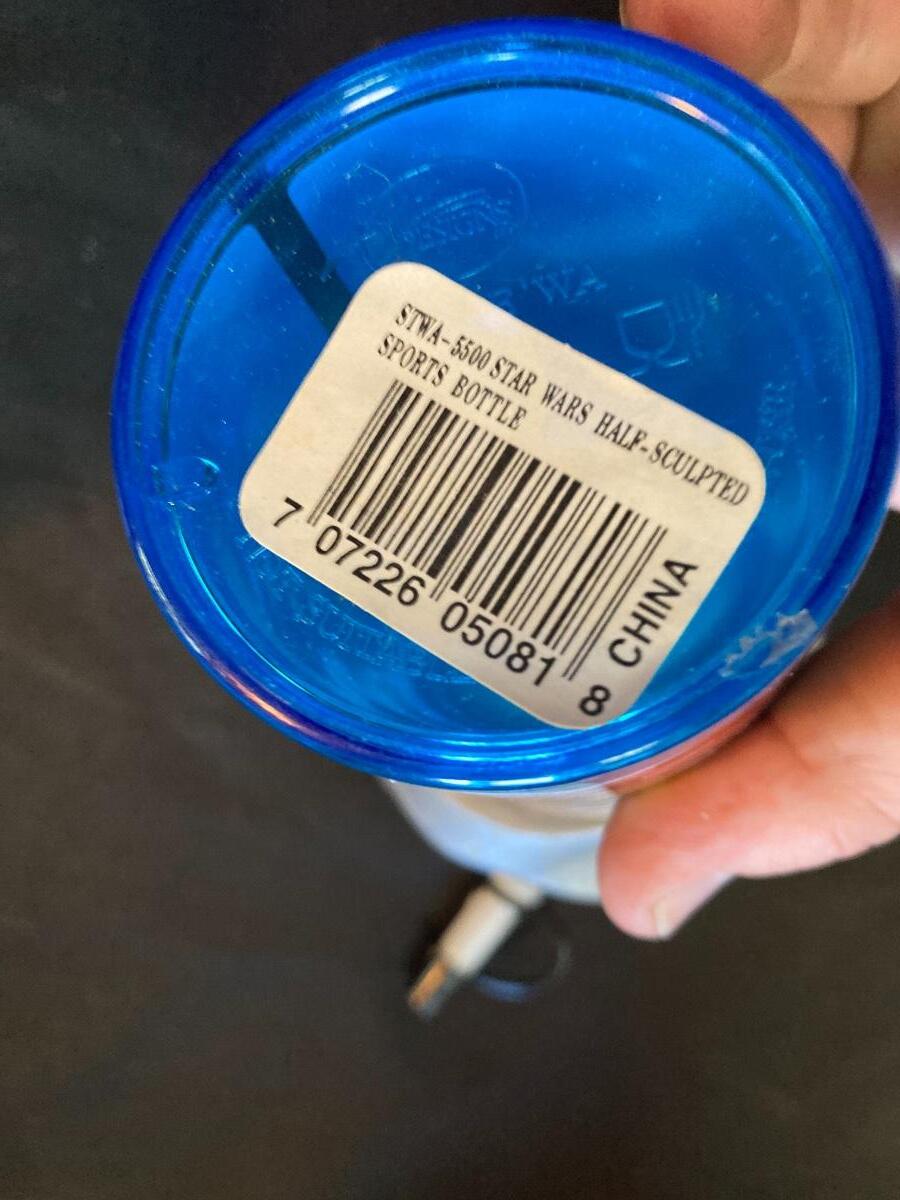 STWA-5500 STAR WARS HALF-SCULPTED
SPORTS BOTTLE
7 07226 05081 8
CHINA